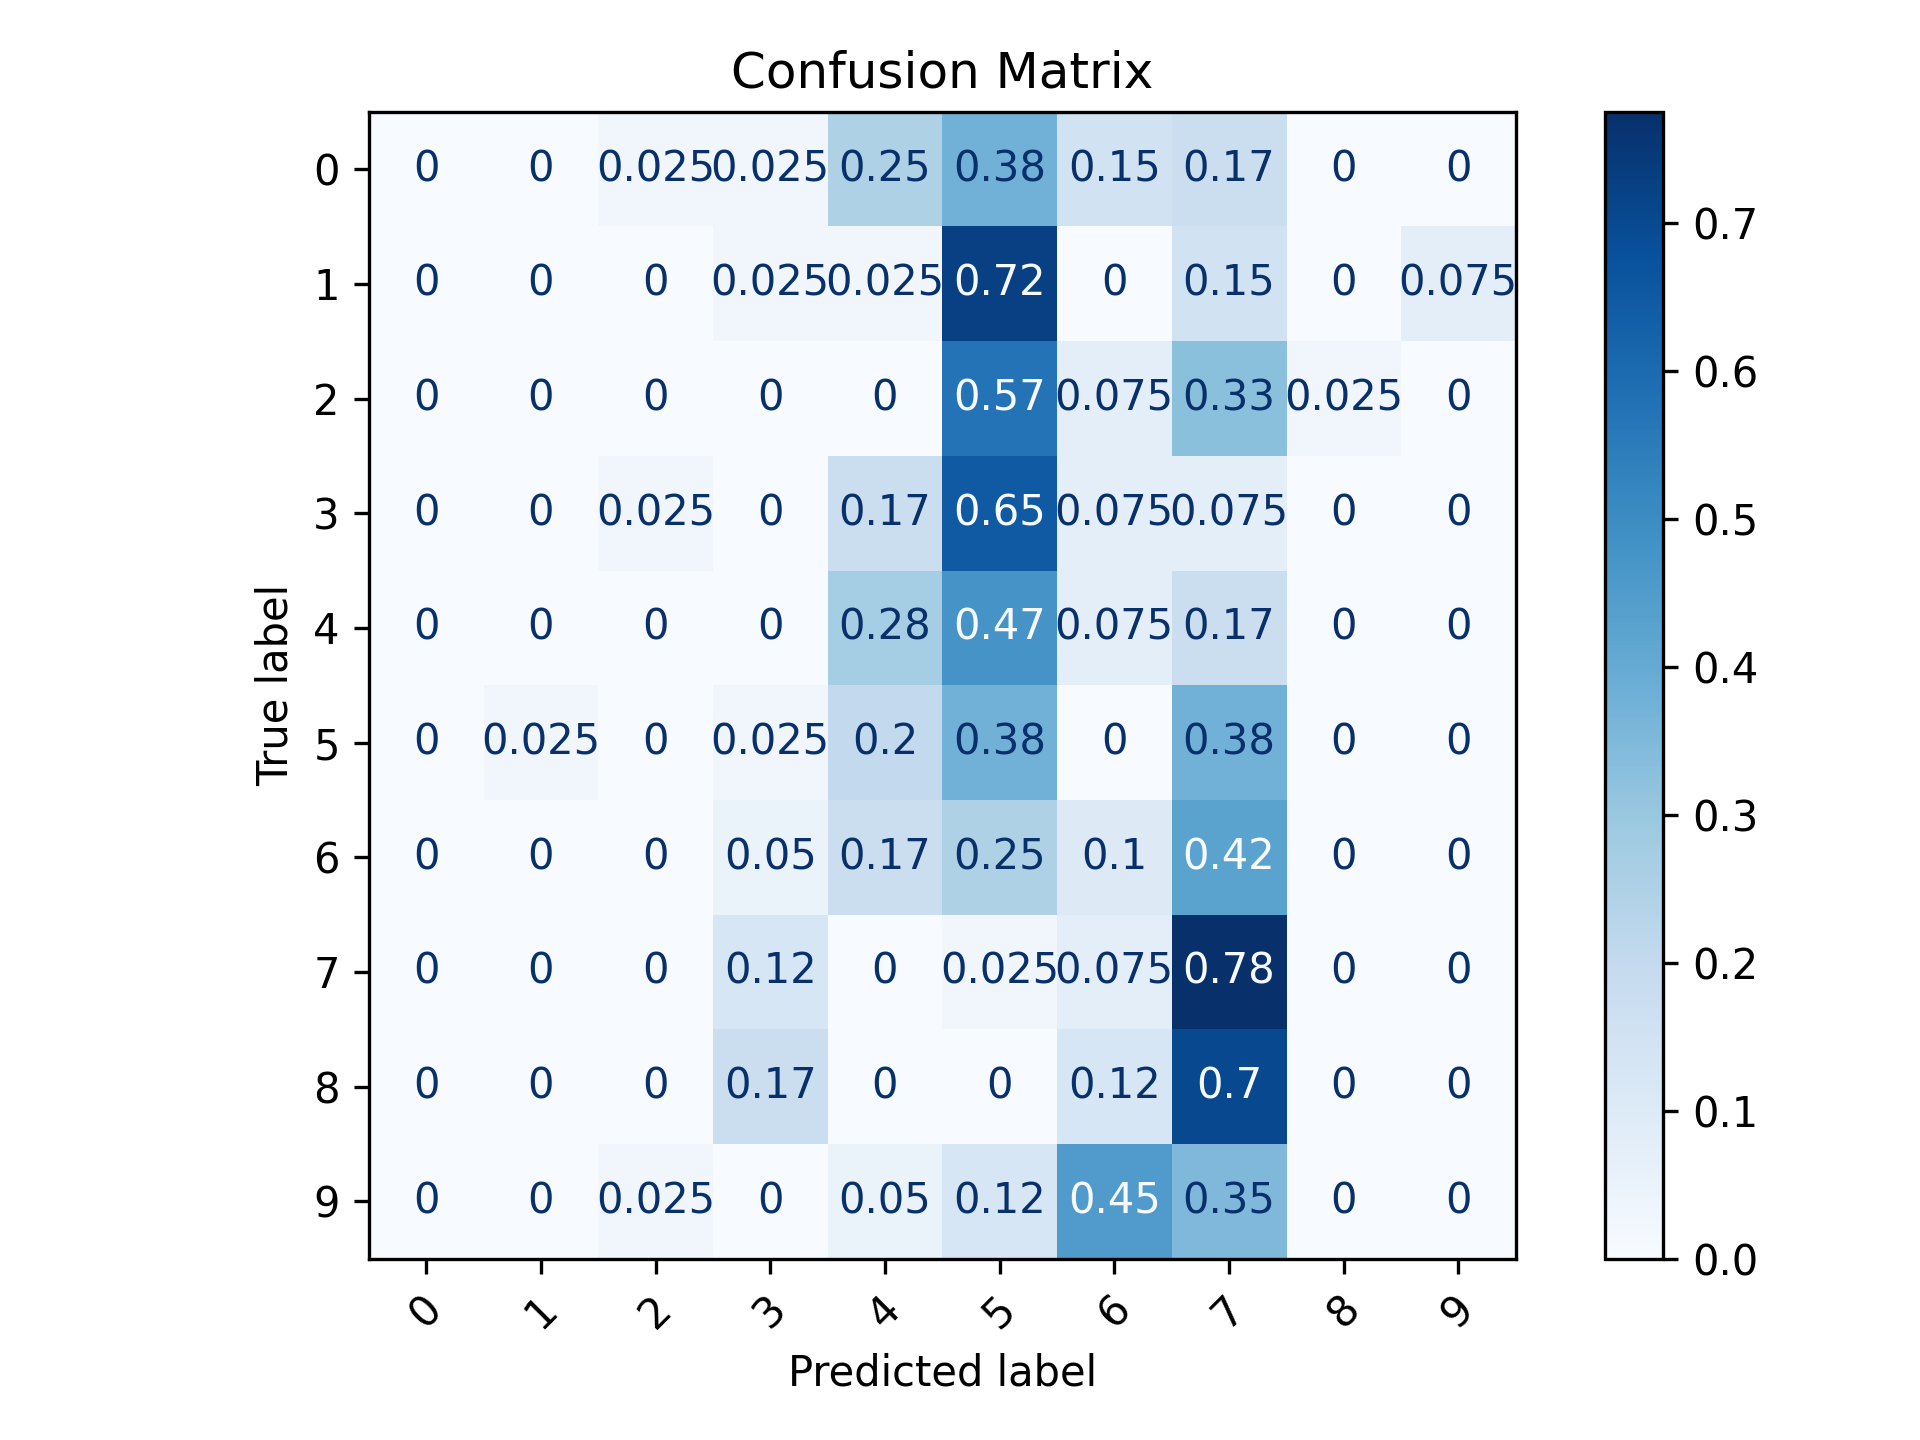 Confusion Matrix
0 0 0 0.025 0.025 0.25 0.38 0.15 0.17 0 0
1 0 0 0 0.025 0.025 0.72 0 0.15 0 0.075
2 0 0 0 0 0 0.57 0.075 0.33 0.025 0
3 0 0 0.025 0 0.17 0.65 0.075 0.075 0 0
4 0 0 0 0 0.28 0.47 0.075 0.17 0 0
5 0 0.025 0 0.025 0.2 0.38 0 0.38 0 0
6 0 0 0 0.05 0.17 0.25 0.1 0.42 0 0
7 0 0 0 0.12 0 0.025 0.075 0.78 0 0
8 0 0 0 0.17 0 0 0.12 0.7 0 0
9 0 0 0.025 0 0.05 0.12 0.45 0.35 0 0
0 1 2 3 4 5 6 7 8 9
Predicted label
True label
0.7
0.6
0.5
0.4
0.3
0.2
0.1
0.0